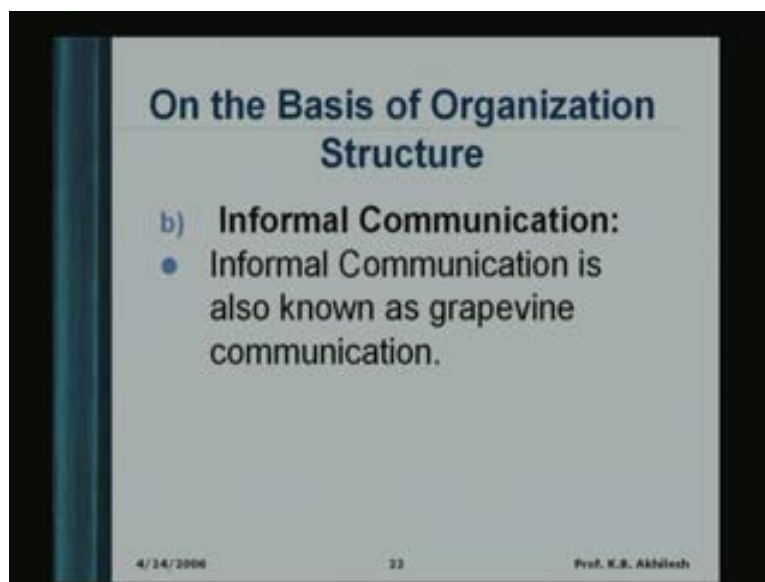 On the Basis of Organization
Structure
b) Informal Communication:
• Informal Communication is
also known as grapevine
communication.
4/24/2006 23 Prof. K.B. Akhilesh